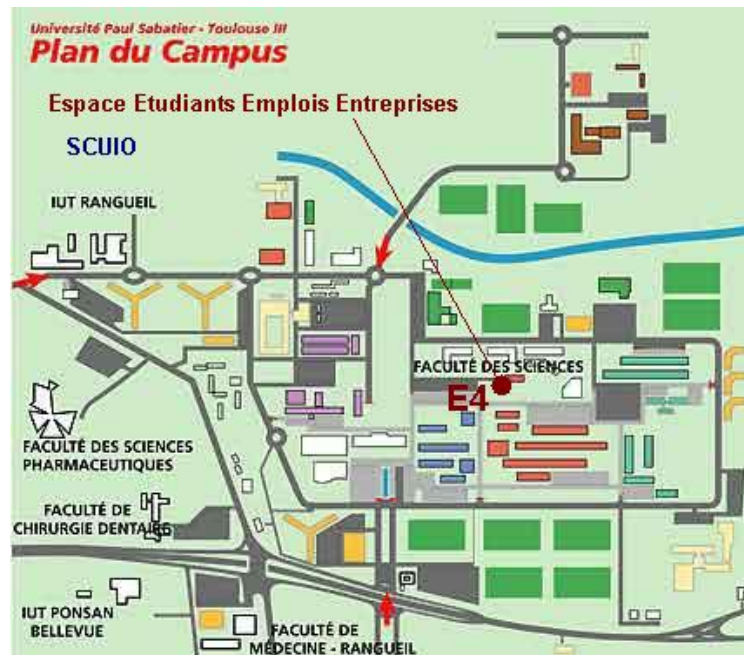 Université Paul Sabatier - Toulouse III
Plan du Campus
Espace Etudiants Emplois Entreprises
SCUIO
IUT RANGUEIL
FACULTÉ DES SCIENCES
E4
FACULTÉ DES SCIENCES
PHARMACEUTIQUES
FACULTÉ DE
CHIRURGIE DENTAIRE
IUT PONSAN
BELLEVUE
FACULTÉ DE
MÉDECINE - RANGUEIL